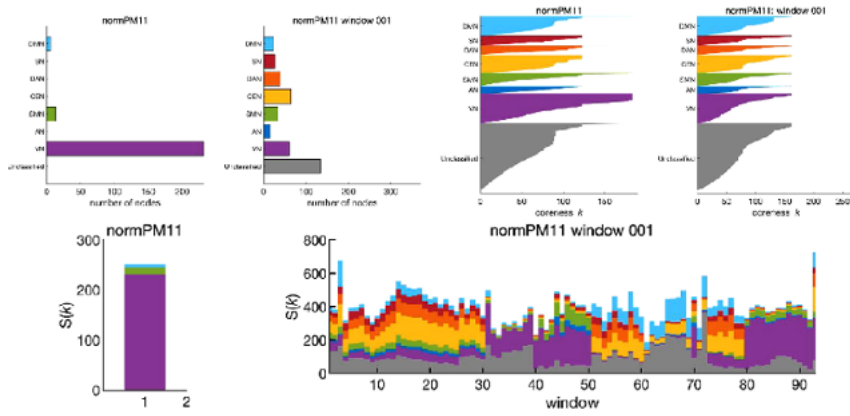 normPM11
DMN
SN
DAN
CEN
SMN
AN
VN
Unclassified
0 50 100 150 200
number of nodes
normPM11 window 001
DMN
SN
DAN
CEN
SMN
AN
VN
Unclassified
0 100 200 300
number of nodes
normPM11
DMN
SN
DAN
CEN
SMN
AN
VN
Unclassified
0 50 100 150
coreness k
normPM11: window 001
DMN
SN
DAN
CEN
SMN
AN
VN
Unclassified
0 50 100 150 200 250
coreness k
normPM11
S(k)
300
200
100
0
1 2
normPM11 window 001
S(k)
800
600
400
200
0
10 20 30 40 50 60 70 80 90
window